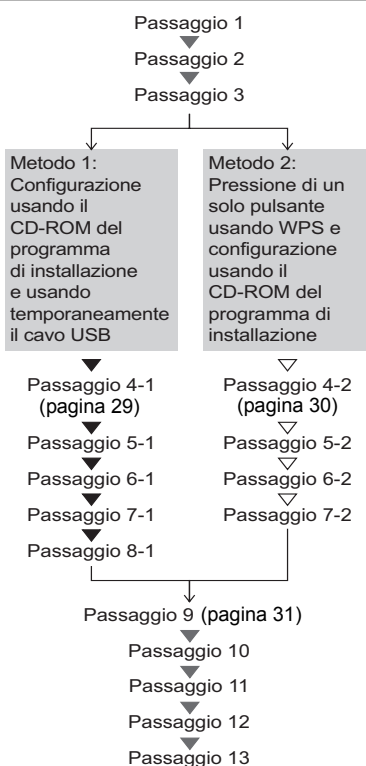 Passaggio 1
Passaggio 2
Passaggio 3
Metodo 1:
Configurazione
usando il
CD-ROM del
programma
di installazione
e usando
temporaneamente
il cavo USB
Metodo 2:
Pressione di un
solo pulsante
usando WPS e
configurazione
usando il
CD-ROM del
programma di
installazione
Passaggio 4-1
(pagina 29)
Passaggio 5-1
Passaggio 6-1
Passaggio 7-1
Passaggio 8-1
Passaggio 4-2
(pagina 30)
Passaggio 5-2
Passaggio 6-2
Passaggio 7-2
Passaggio 9 (pagina 31)
Passaggio 10
Passaggio 11
Passaggio 12
Passaggio 13